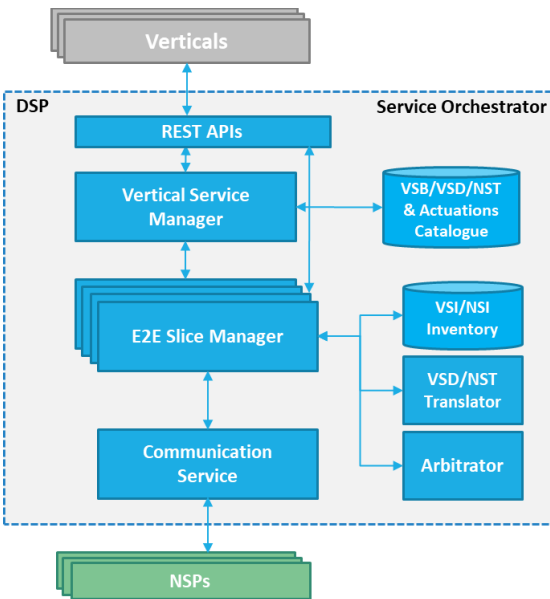 Verticals
DSP
Service Orchestrator
REST APIs
Vertical Service
Manager
VSB/VSD/NST
& Actuations
Catalogue
E2E Slice Manager
VSI/NSI
Inventory
VSD/NST
Translator
Communication
Service
Arbitrator
NSPs